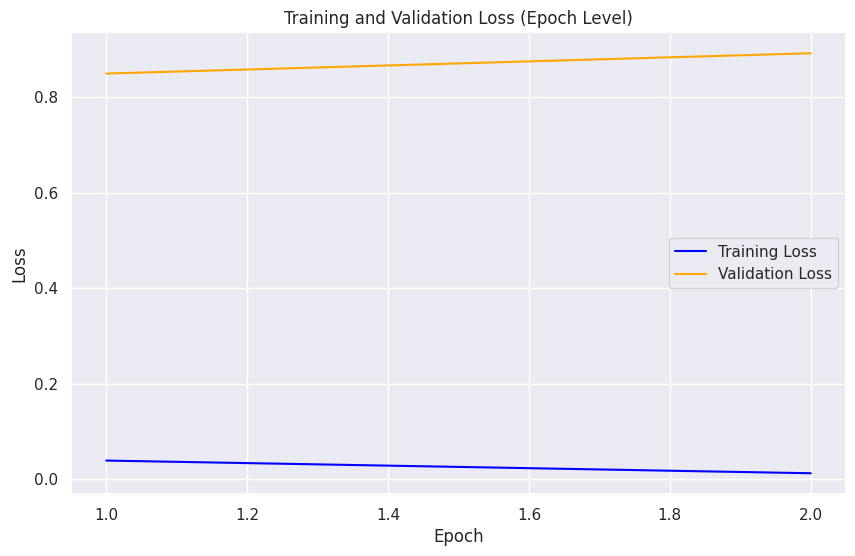 Training and Validation Loss (Epoch Level)
0.8
0.6
0.4
0.2
0.0
Loss
Training Loss
Validation Loss
1.0 1.2 1.4 1.6 1.8 2.0
Epoch